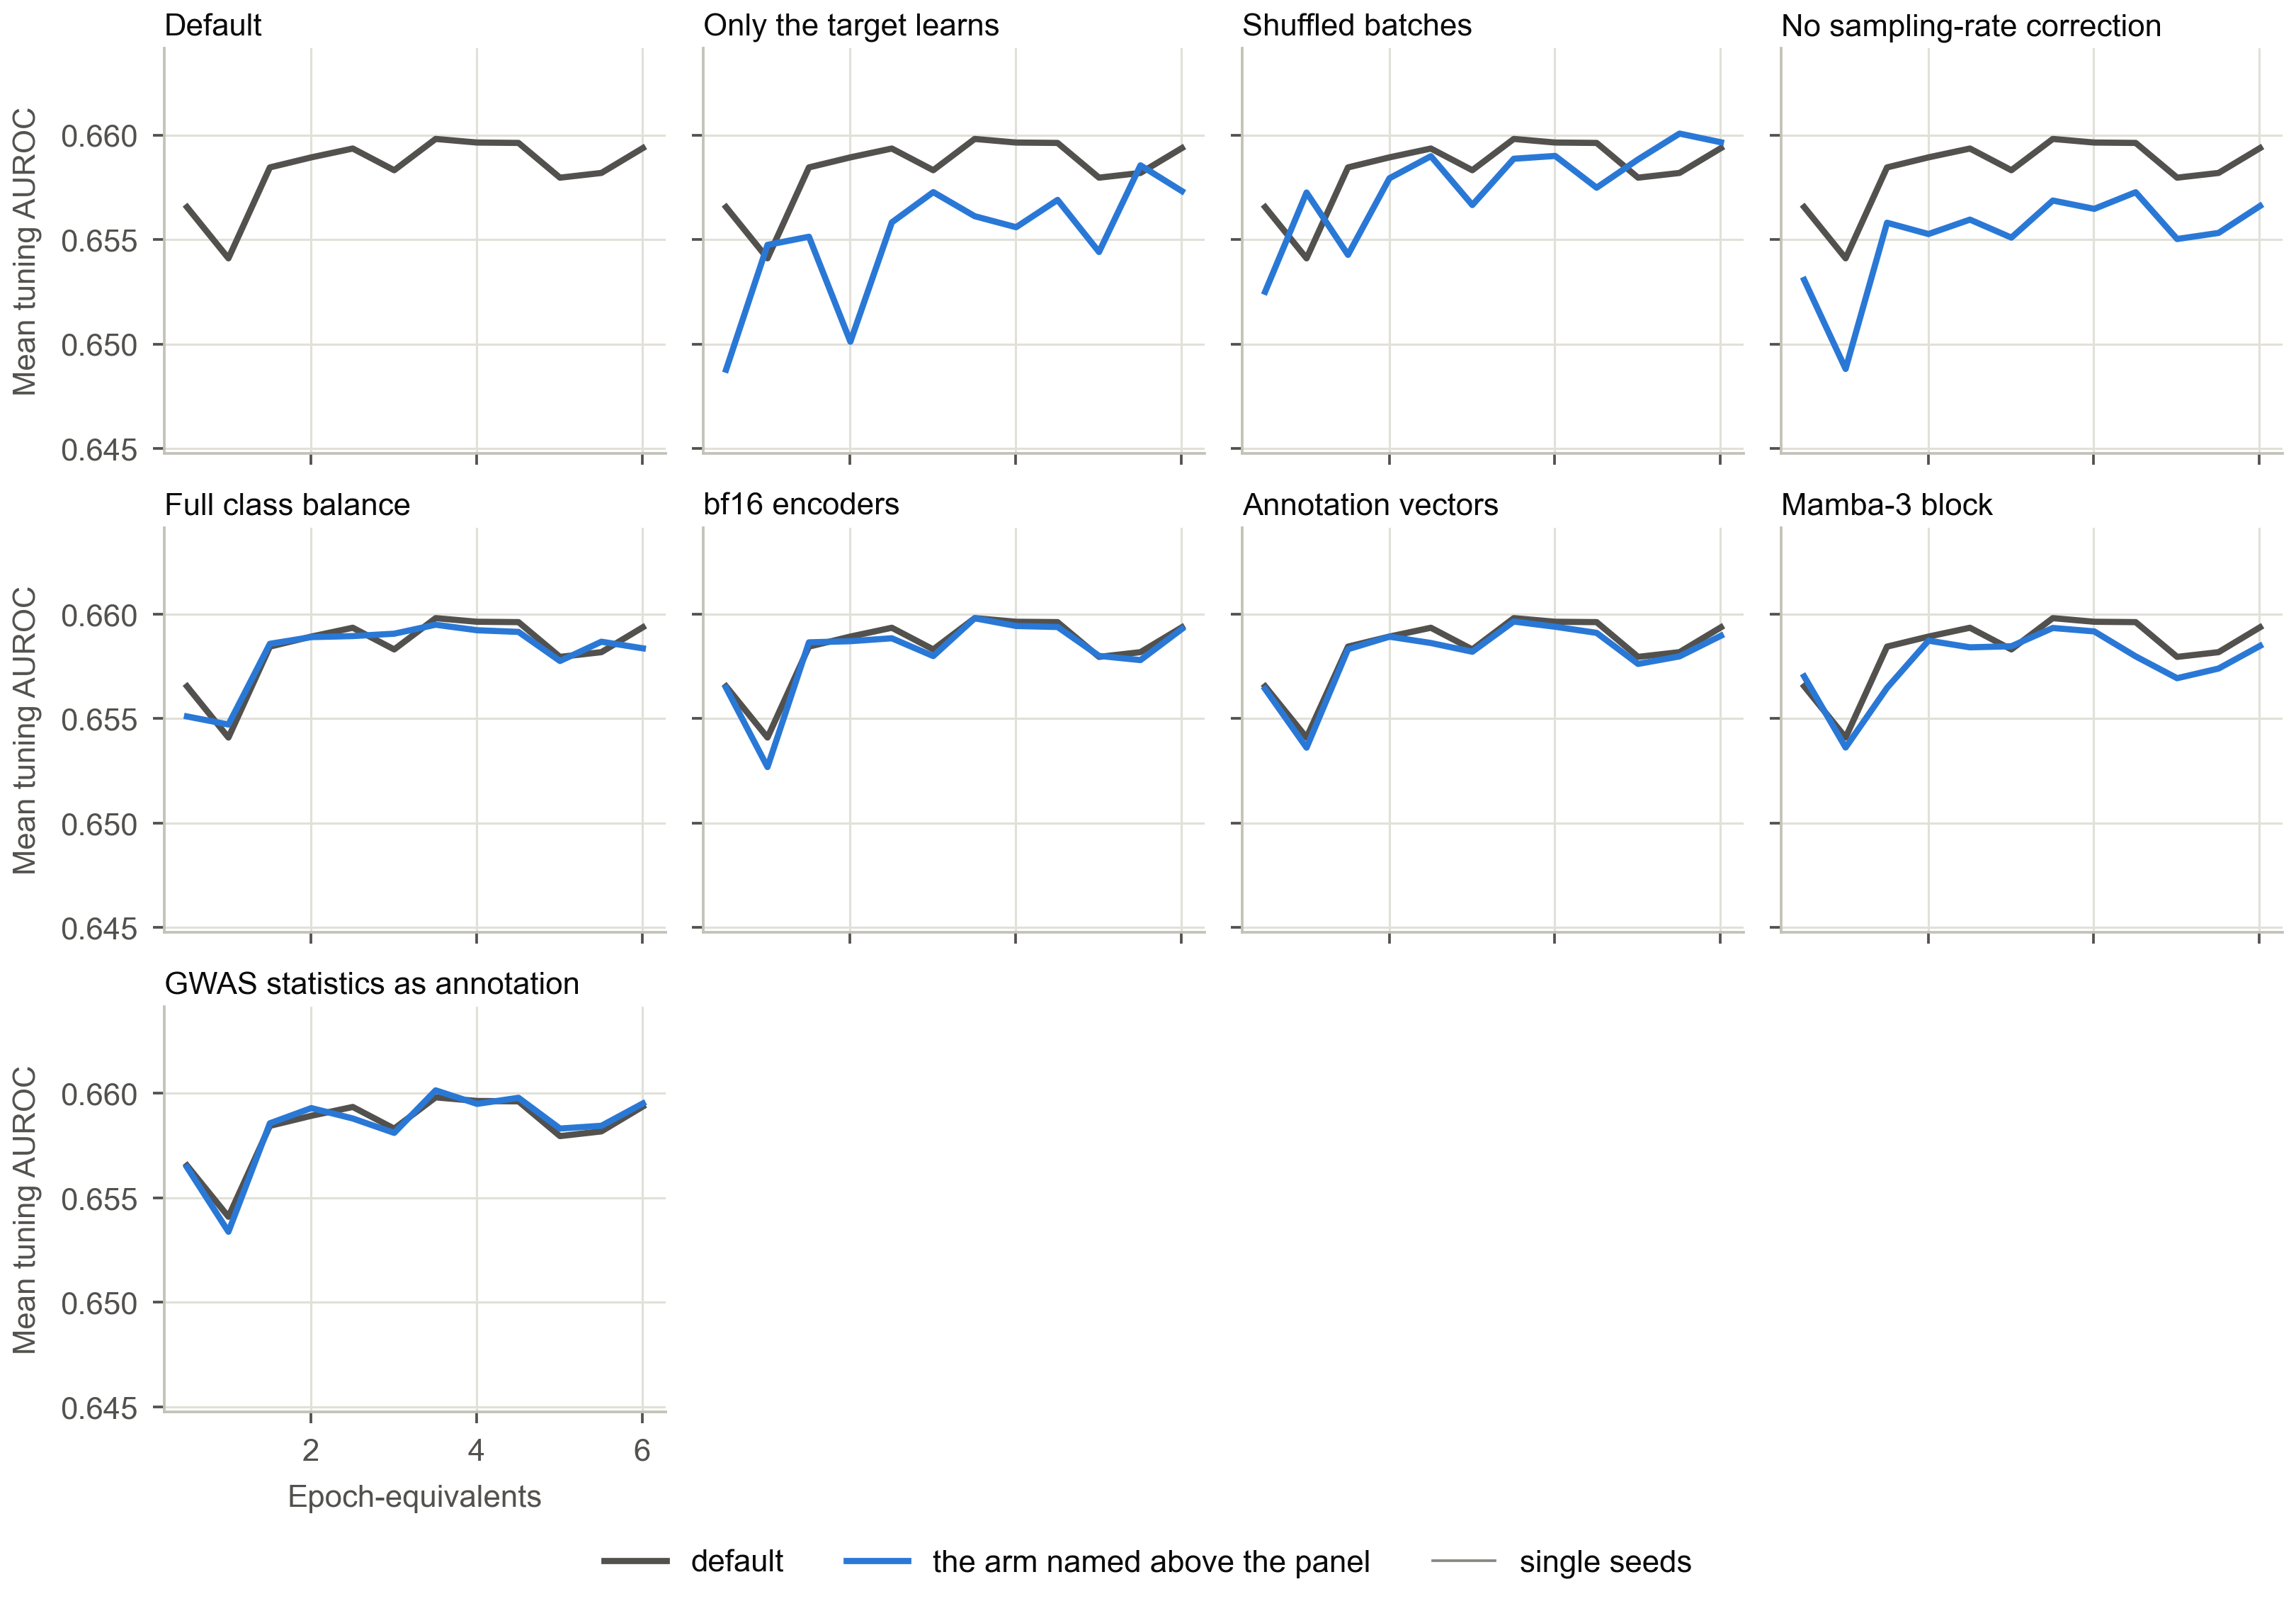 Default
Only the target learns
Shuffled batches
No sampling-rate correction
Mean tuning AUROC
0.660
0.655
0.650
0.645
Full class balance
bf16 encoders
Annotation vectors
Mamba-3 block
Mean tuning AUROC
0.660
0.655
0.650
0.645
GWAS statistics as annotation
Mean tuning AUROC
0.660
0.655
0.650
0.645
2 4 6
Epoch-equivalents
default the arm named above the panel single seeds